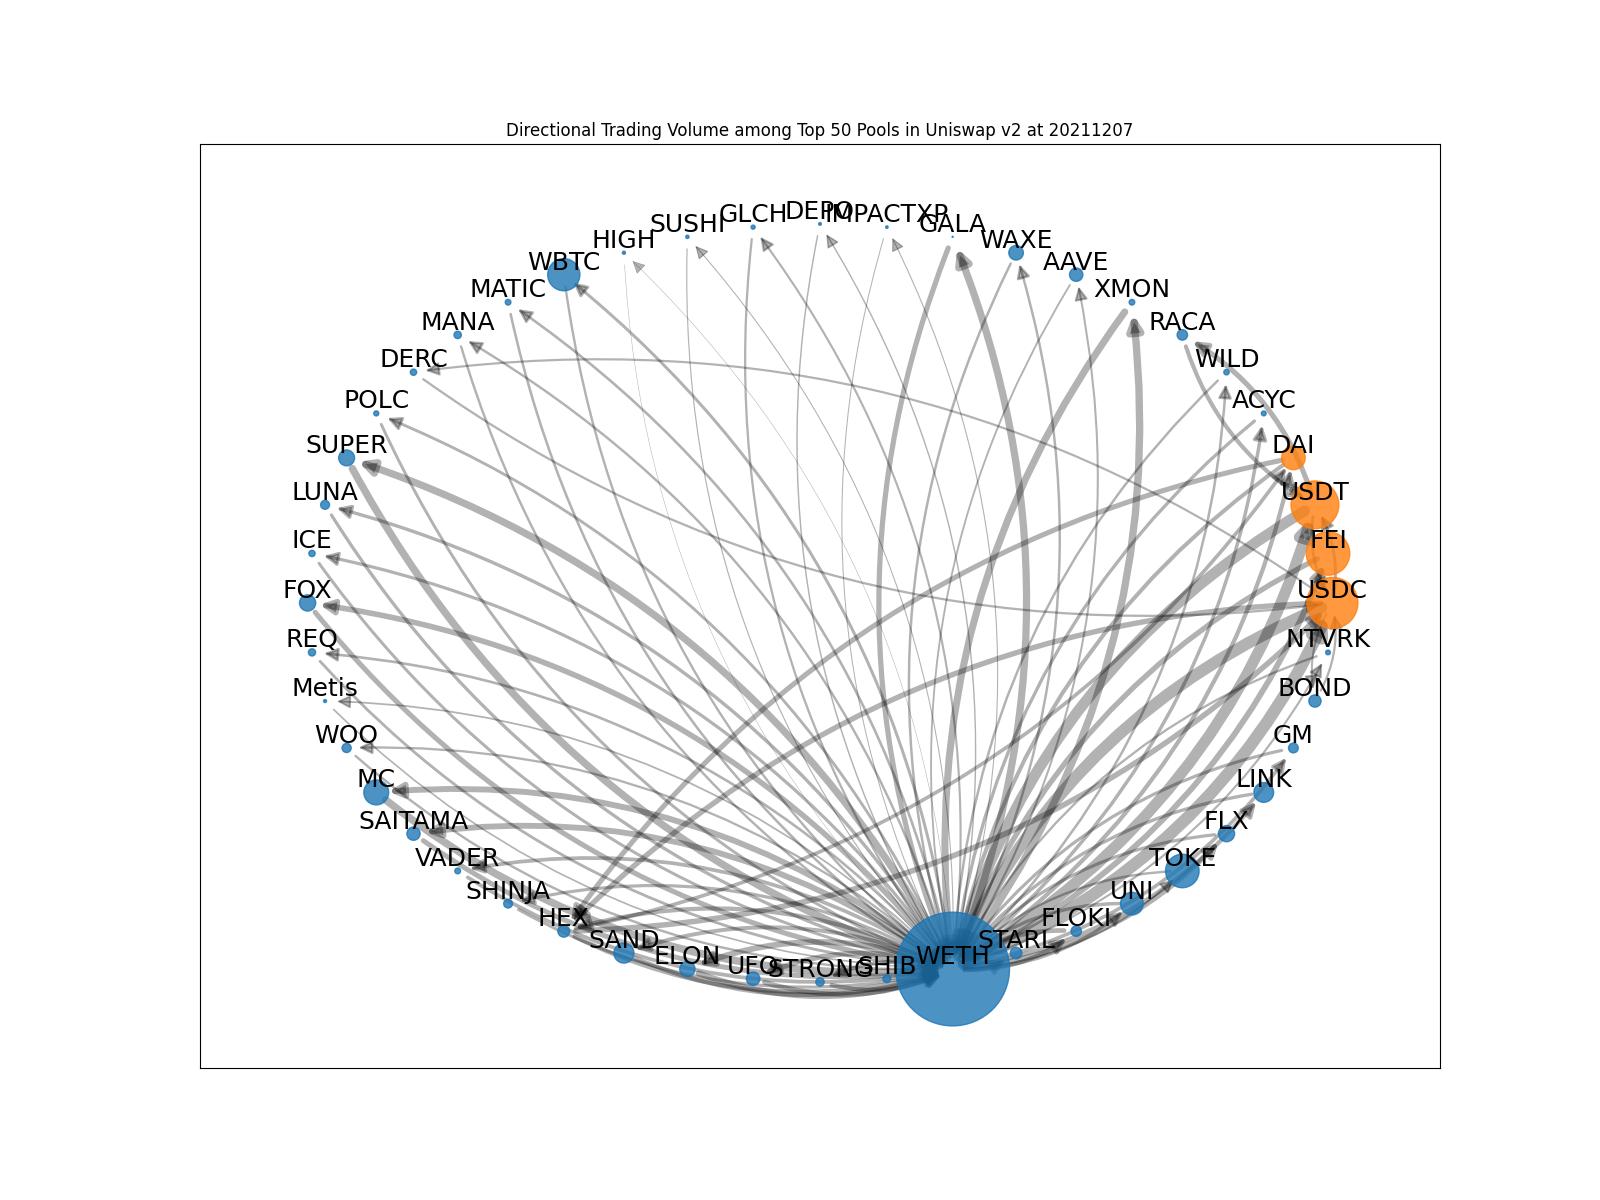 Directional Trading Volume among Top 50 Pools in Uniswap v2 at 20211207
DEPO
GLCH
IMPACTXP
SUSHI
GALA
HIGH
WAXE
WBTC
AAVE
MATIC
XMON
MANA
RACA
DERC
WILD
POLC
ACYC
SUPER
DAI
LUNA
USDT
ICE
FEI
FOX
USDC
REQ
NTVRK
Metis
BOND
WOO
GM
MC
LINK
SAITAMA
FLX
VADER
TOKE
SHINJA
UNI
HEX
FLOKI
SAND
STARL
ELON
WETH
UFO
SHIB
STRONG